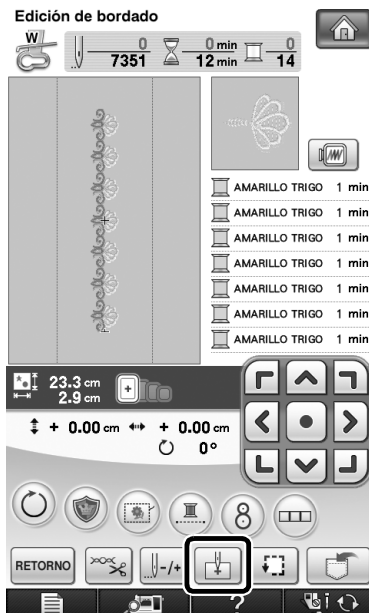 Edición de bordado
W
0 0 min 0
7351 12 min 14
AMARILLO TRIGO 1 min
AMARILLO TRIGO 1 min
AMARILLO TRIGO 1 min
AMARILLO TRIGO 1 min
AMARILLO TRIGO 1 min
AMARILLO TRIGO 1 min
AMARILLO TRIGO 1 min
23.3 cm
2.9 cm
+ 0.00 cm + 0.00 cm
0°
RETORNO -/+
?